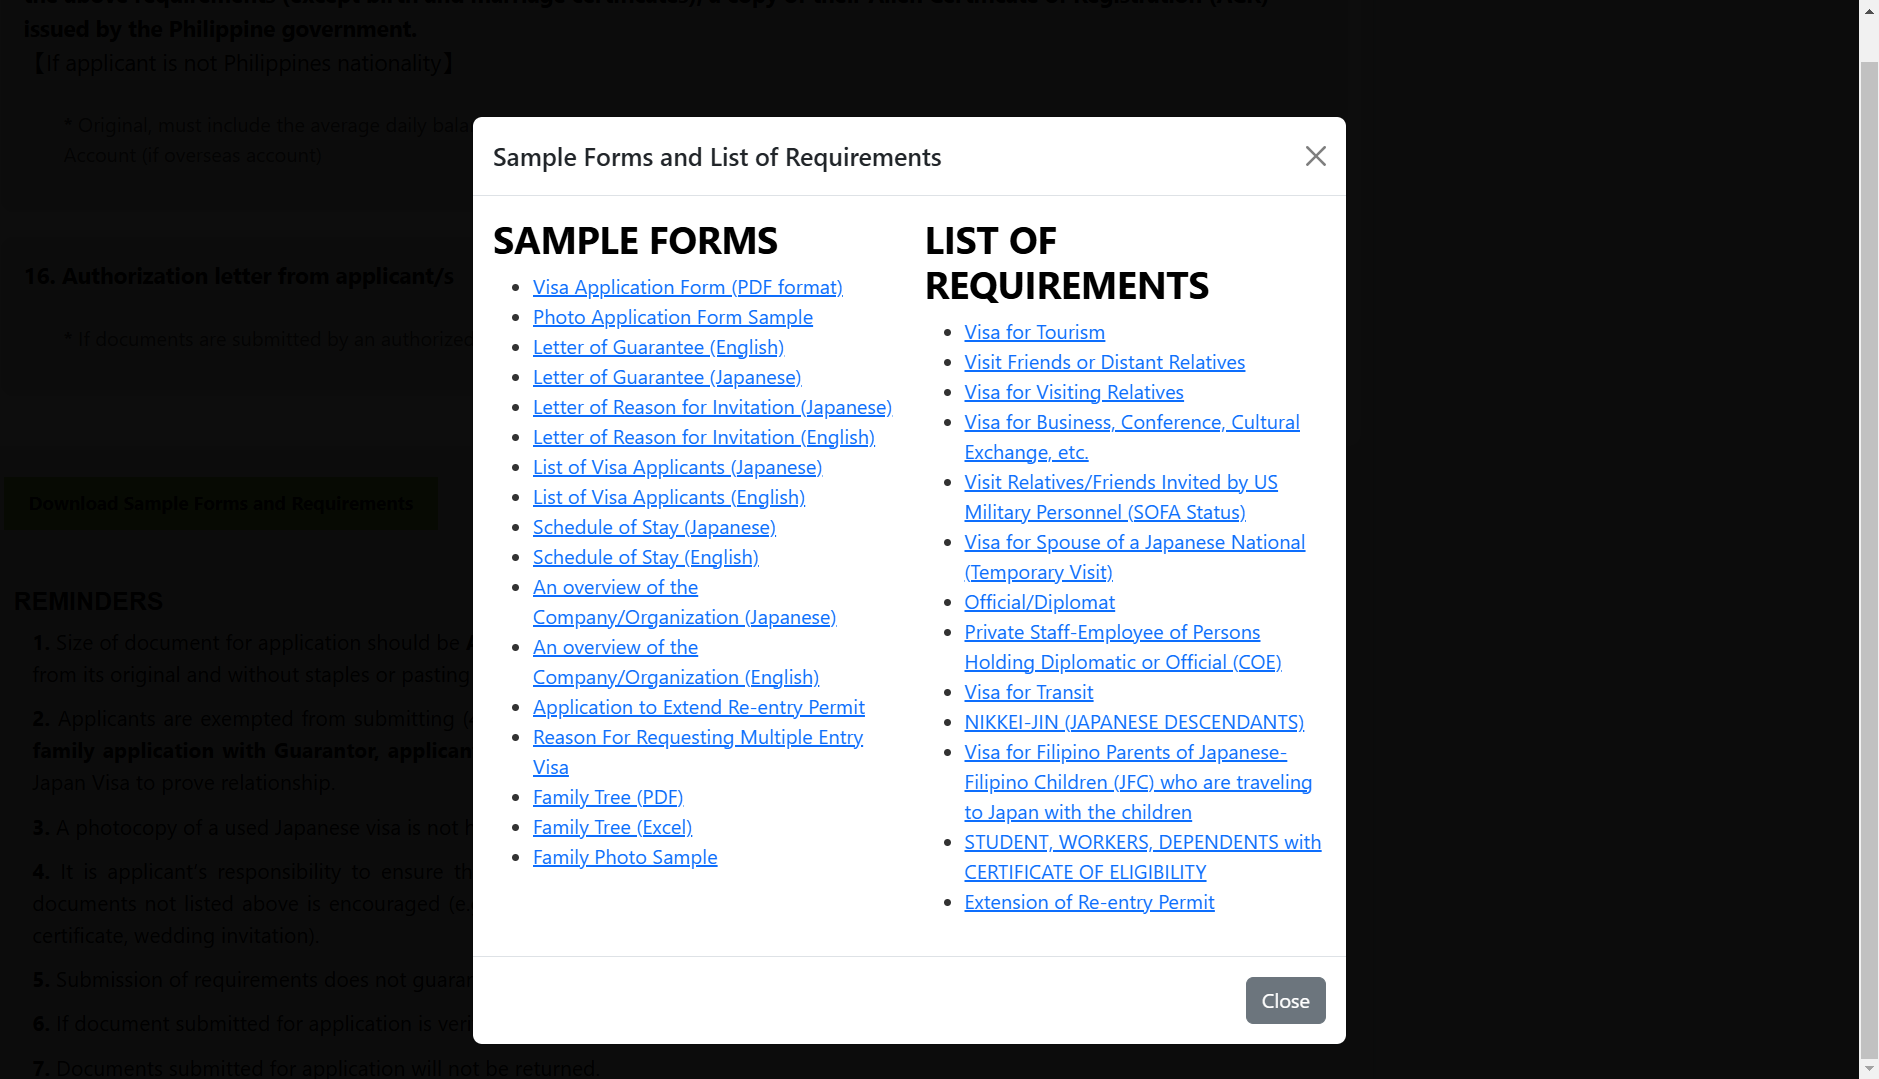 issued by the Philippine government.
【If applicant is not Philippines nationality】
* Original, must include the average daily bala
Account (if overseas account)
16. Authorization letter from applicant/s
* If documents are submitted by an authorized
Download Sample Forms and Requirements
REMINDERS
1. Size of document for application should be
from its original and without staples or pasting
2. Applicants are exempted from submitting
family application with Guarantor, applican
Japan Visa to prove relationship.
3. A photocopy of a used Japanese visa is not
4. It is applicant's responsibility to ensure th
documents not listed above is encouraged (e.
certificate, wedding invitation).
5. Submission of requirements does not guarar
6. If document submitted for application is veri
7. Documents submitted for application will not be returned.
Sample Forms and List of Requirements
SAMPLE FORMS
Visa Application Form (PDF format)
Photo Application Form Sample
Letter of Guarantee (English)
Letter of Guarantee (Japanese)
Letter of Reason for Invitation (Japanese)
Letter of Reason for Invitation (English)
List of Visa Applicants (Japanese)
List of Visa Applicants (English)
Schedule of Stay (Japanese)
Schedule of Stay (English)
An overview of the
Company/Organization (Japanese)
An overview of the
Company/Organization (English)
Application to Extend Re-entry Permit
Reason For Requesting Multiple Entry
Visa
Family Tree (PDF)
Family Tree (Excel)
Family Photo Sample
LIST OF
REQUIREMENTS
Visa for Tourism
Visit Friends or Distant Relatives
Visa for Visiting Relatives
Visa for Business, Conference, Cultural
Exchange, etc.
Visit Relatives/Friends Invited by US
Military Personnel (SOFA Status)
Visa for Spouse of a Japanese National
(Temporary Visit)
Official/Diplomat
Private Staff-Employee of Persons
Holding Diplomatic or Official (COE)
Visa for Transit
NIKKEI-JIN (JAPANESE DESCENDANTS)
Visa for Filipino Parents of Japanese-
Filipino Children (JFC) who are traveling
to Japan with the children
STUDENT, WORKERS, DEPENDENTS with
CERTIFICATE OF ELIGIBILITY
Extension of Re-entry Permit
Close